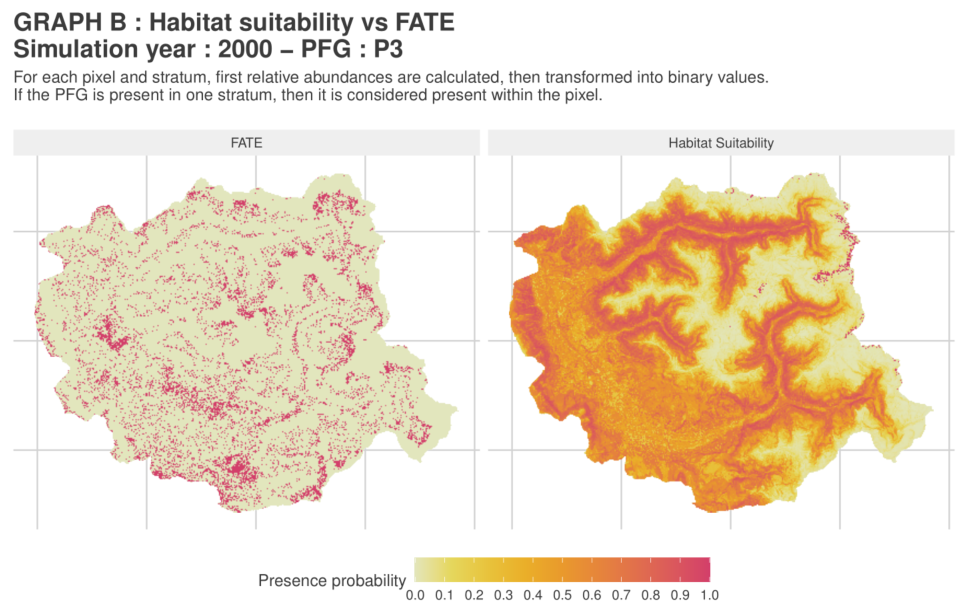 GRAPH B : Habitat suitability vs FATE
Simulation year : 2000 − PFG : P3
For each pixel and stratum, first relative abundances are calculated, then transformed into binary values.
If the PFG is present in one stratum, then it is considered present within the pixel.
FATE
Habitat Suitability
Presence probability
0.0 0.1 0.2 0.3 0.4 0.5 0.6 0.7 0.8 0.9 1.0